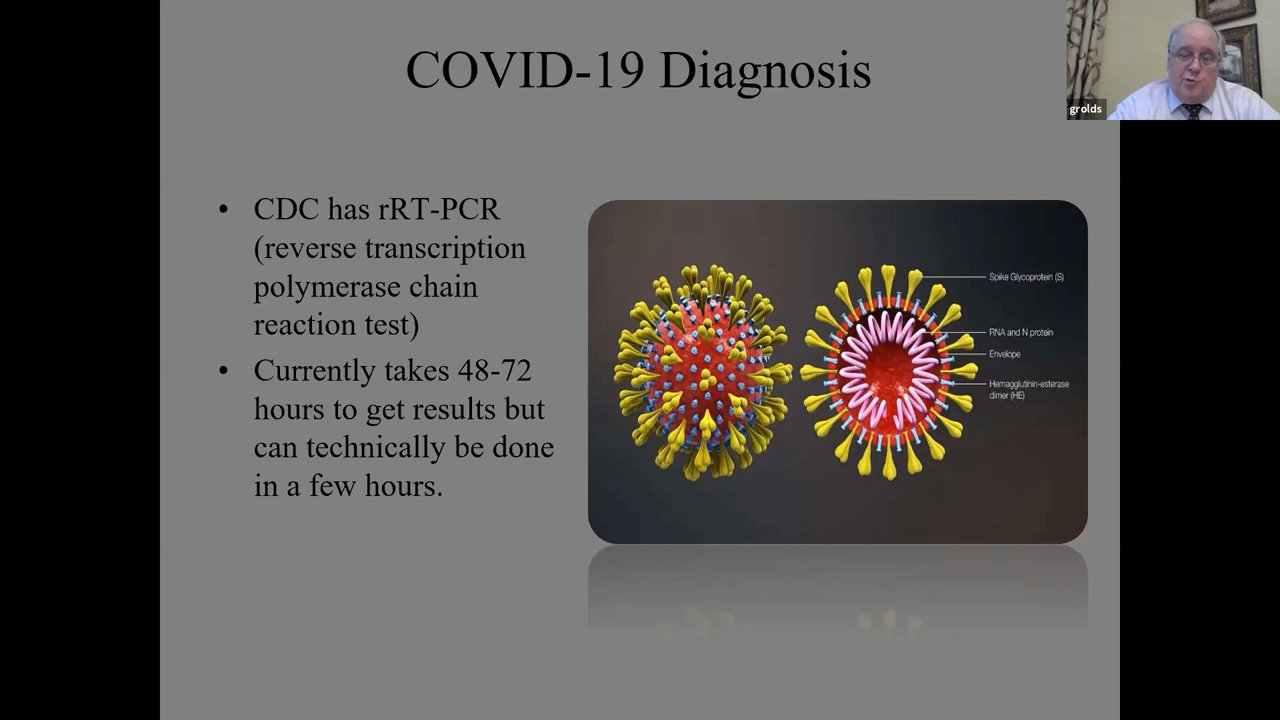 COVID-19 Diagnosis
grolds
• CDC has rRT-PCR
(reverse transcription
polymerase chain
reaction test)
• Currently takes 48-72
hours to get results but
can technically be done
in a few hours.
Spike Glycoprotein (S)
RNA and N protein
Envelope
Hemagglutinin-esterase
dimer (HE)